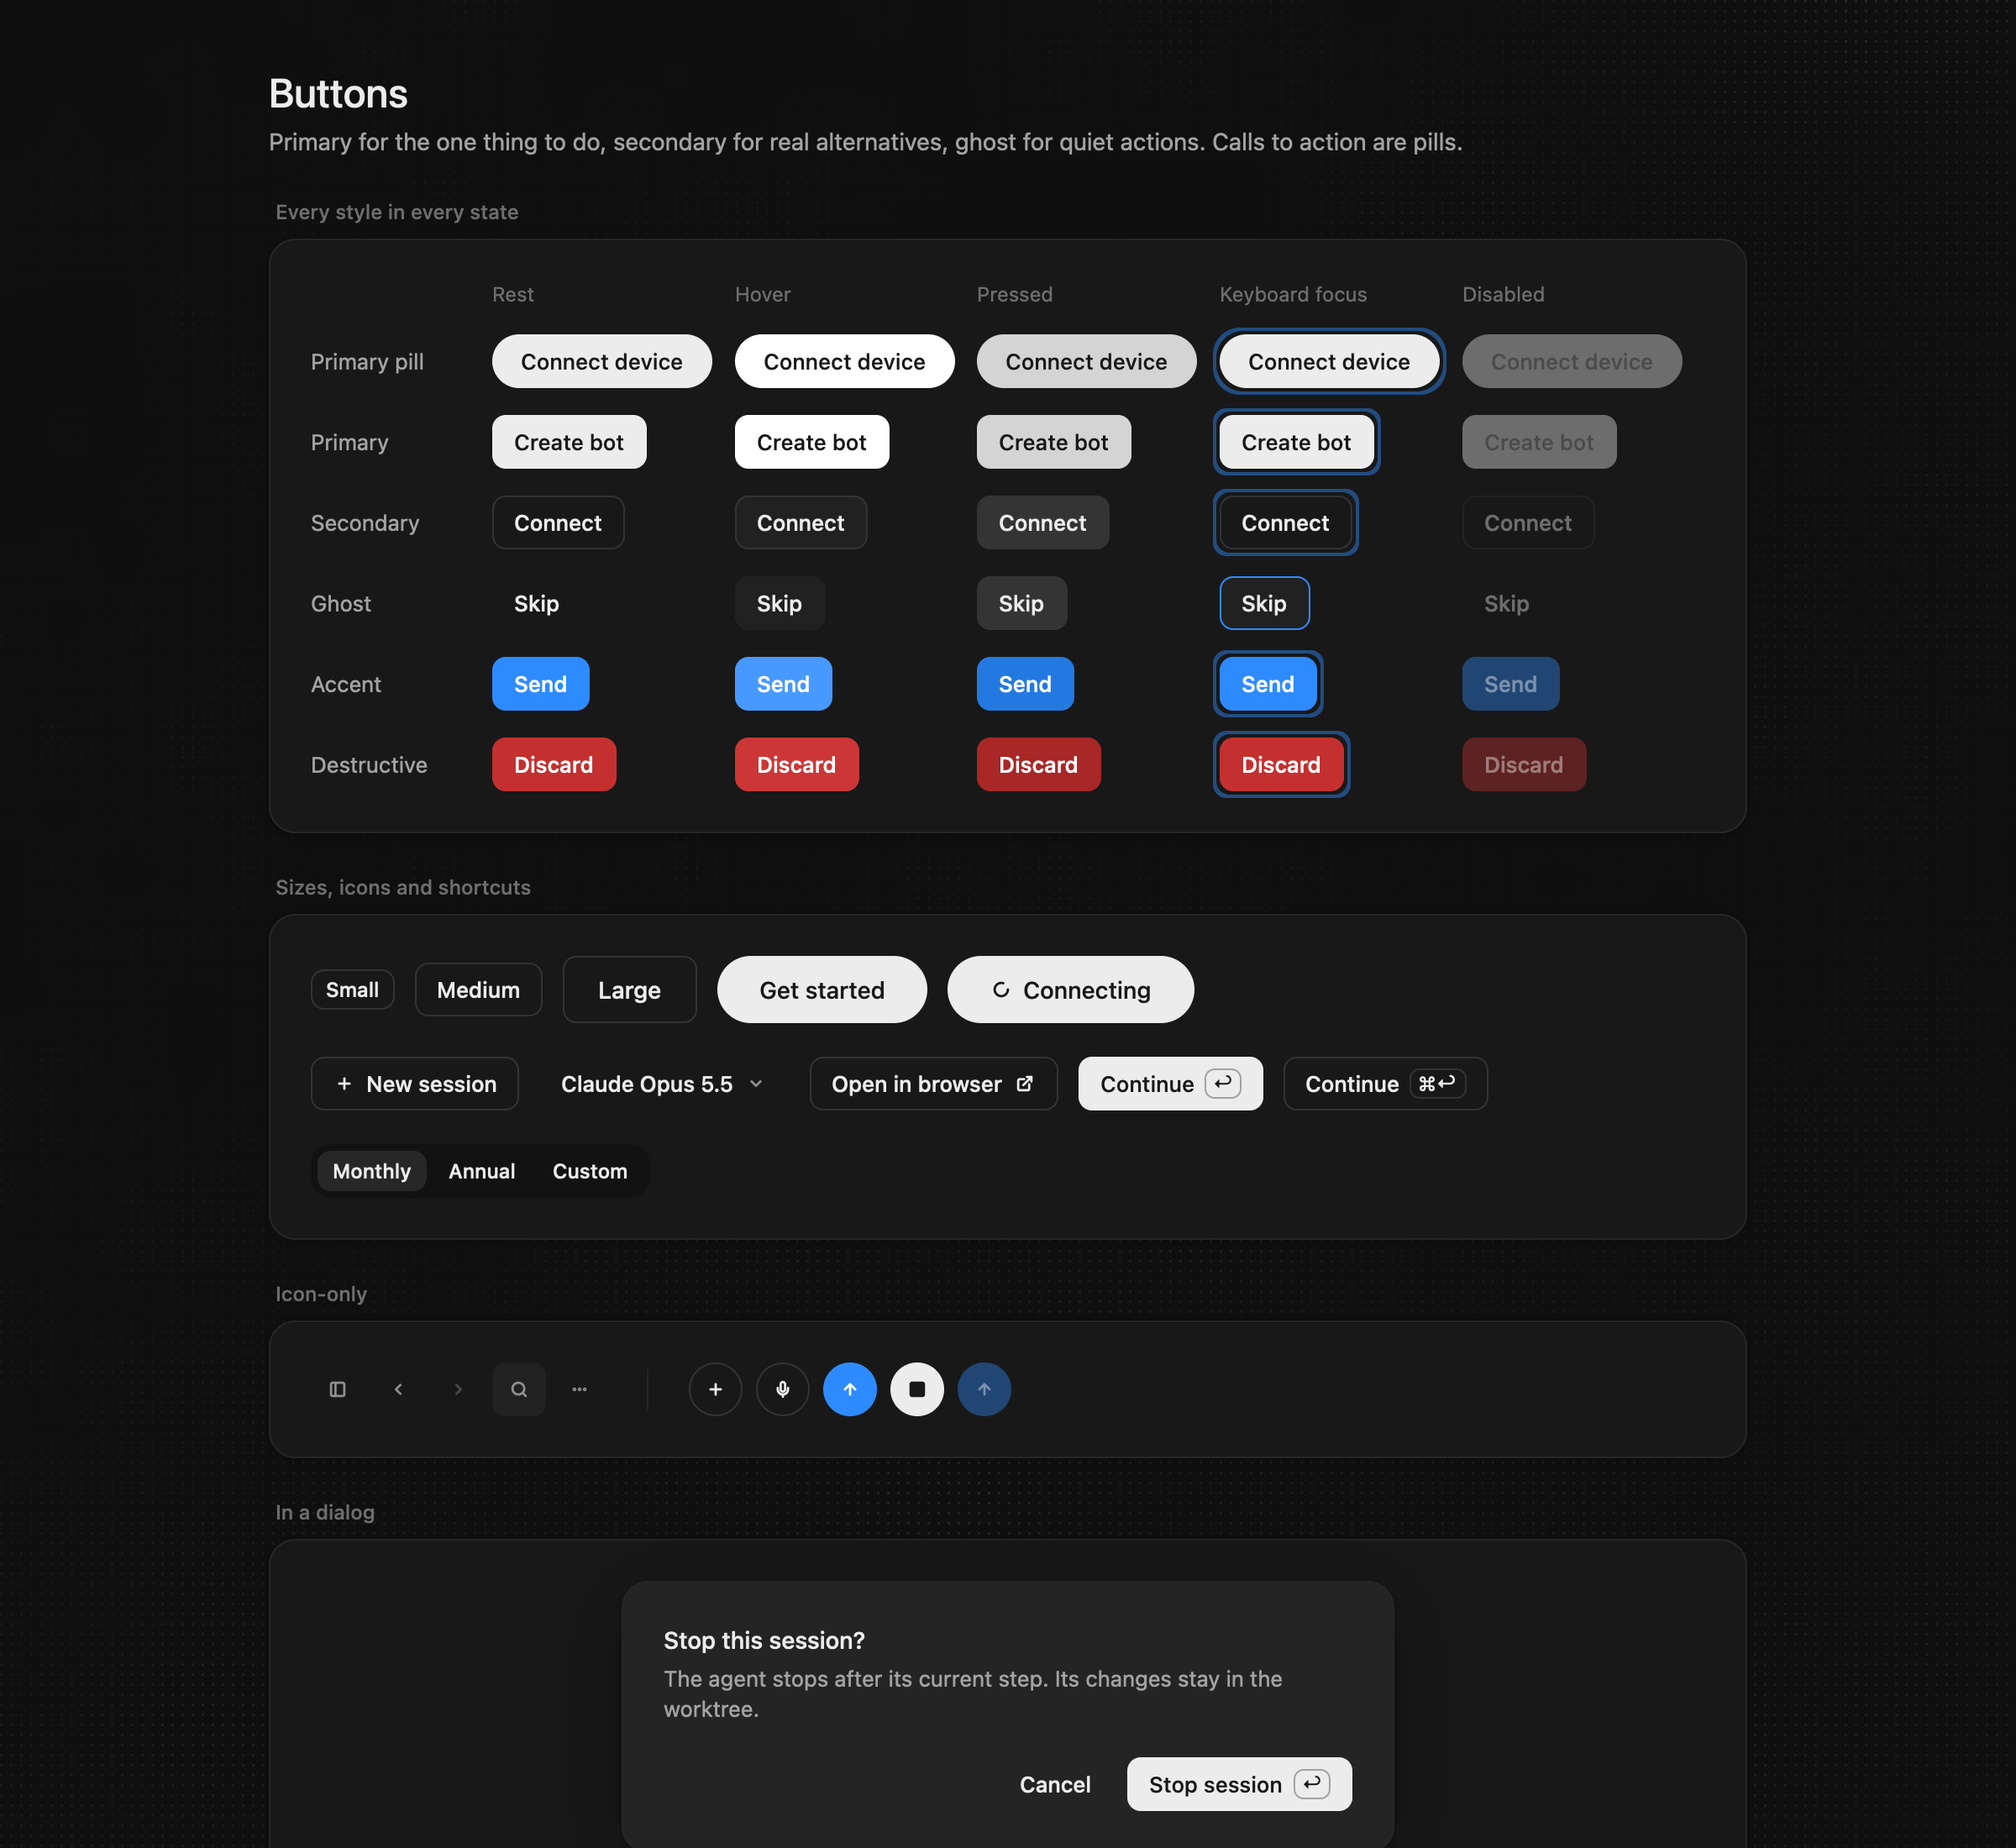 Buttons
Primary for the one thing to do, secondary for real alternatives, ghost for quiet actions. Calls to action are pills.
Every style in every state
Rest Hover Pressed Keyboard focus Disabled
Primary pill Connect device Connect device Connect device Connect device Connect device
Primary Create bot Create bot Create bot Create bot Create bot
Secondary Connect Connect Connect Connect Connect
Ghost Skip Skip Skip Skip Skip
Accent Send Send Send Send Send
Destructive Discard Discard Discard Discard Discard
Sizes, icons and shortcuts
Small Medium Large Get started Connecting
New session Claude Opus 5.5 Open in browser Continue ↩ Continue ⌘↩
Monthly Annual Custom
Icon-only
In a dialog
Stop this session?
The agent stops after its current step. Its changes stay in the
worktree.
Cancel Stop session ↩